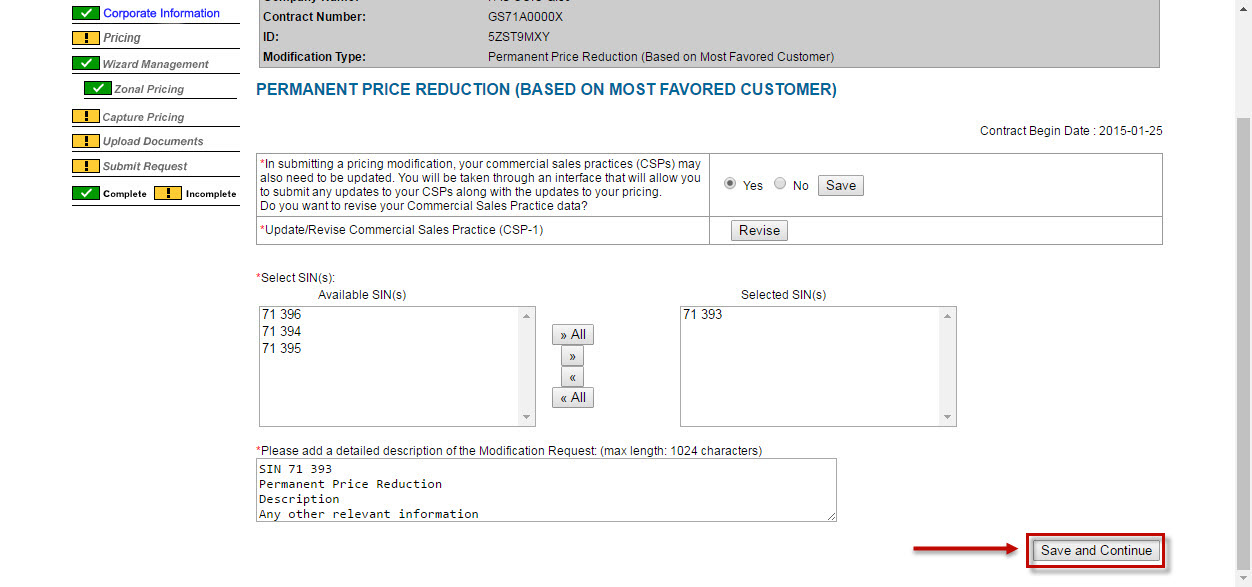 Corporate Information
Pricing
Wizard Management
Zonal Pricing
Capture Pricing
Upload Documents
Submit Request
Complete Incomplete
Contract Number: GS71A0000X
ID: 5ZST9MXY
Modification Type: Permanent Price Reduction (Based on Most Favored Customer)
PERMANENT PRICE REDUCTION (BASED ON MOST FAVORED CUSTOMER)
Contract Begin Date : 2015-01-25
*In submitting a pricing modification, your commercial sales practices (CSPs) may
also need to be updated. You will be taken through an interface that will allow you
to submit any updates to your CSPs along with the updates to your pricing.
Do you want to revise your Commercial Sales Practice data?
Yes No Save
*Update/Revise Commercial Sales Practice (CSP-1)
Revise
*Select SIN(s):
Available SIN(s)
71 396
71 394
71 395
» All
»
«
« All
Selected SIN(s)
71 393
*Please add a detailed description of the Modification Request: (max length: 1024 characters)
SIN 71 393
Permanent Price Reduction
Description
Any other relevant information
Save and Continue